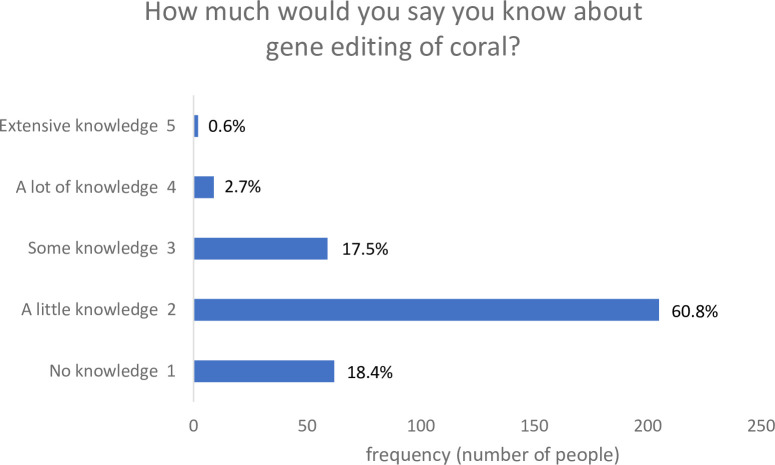 How much would you say you know about
gene editing of coral?
Extensive knowledge 5 0.6%
A lot of knowledge 4 2.7%
Some knowledge 3 17.5%
A little knowledge 2 60.8%
No knowledge 1 18.4%
0 50 100 150 200 250
frequency (number of people)